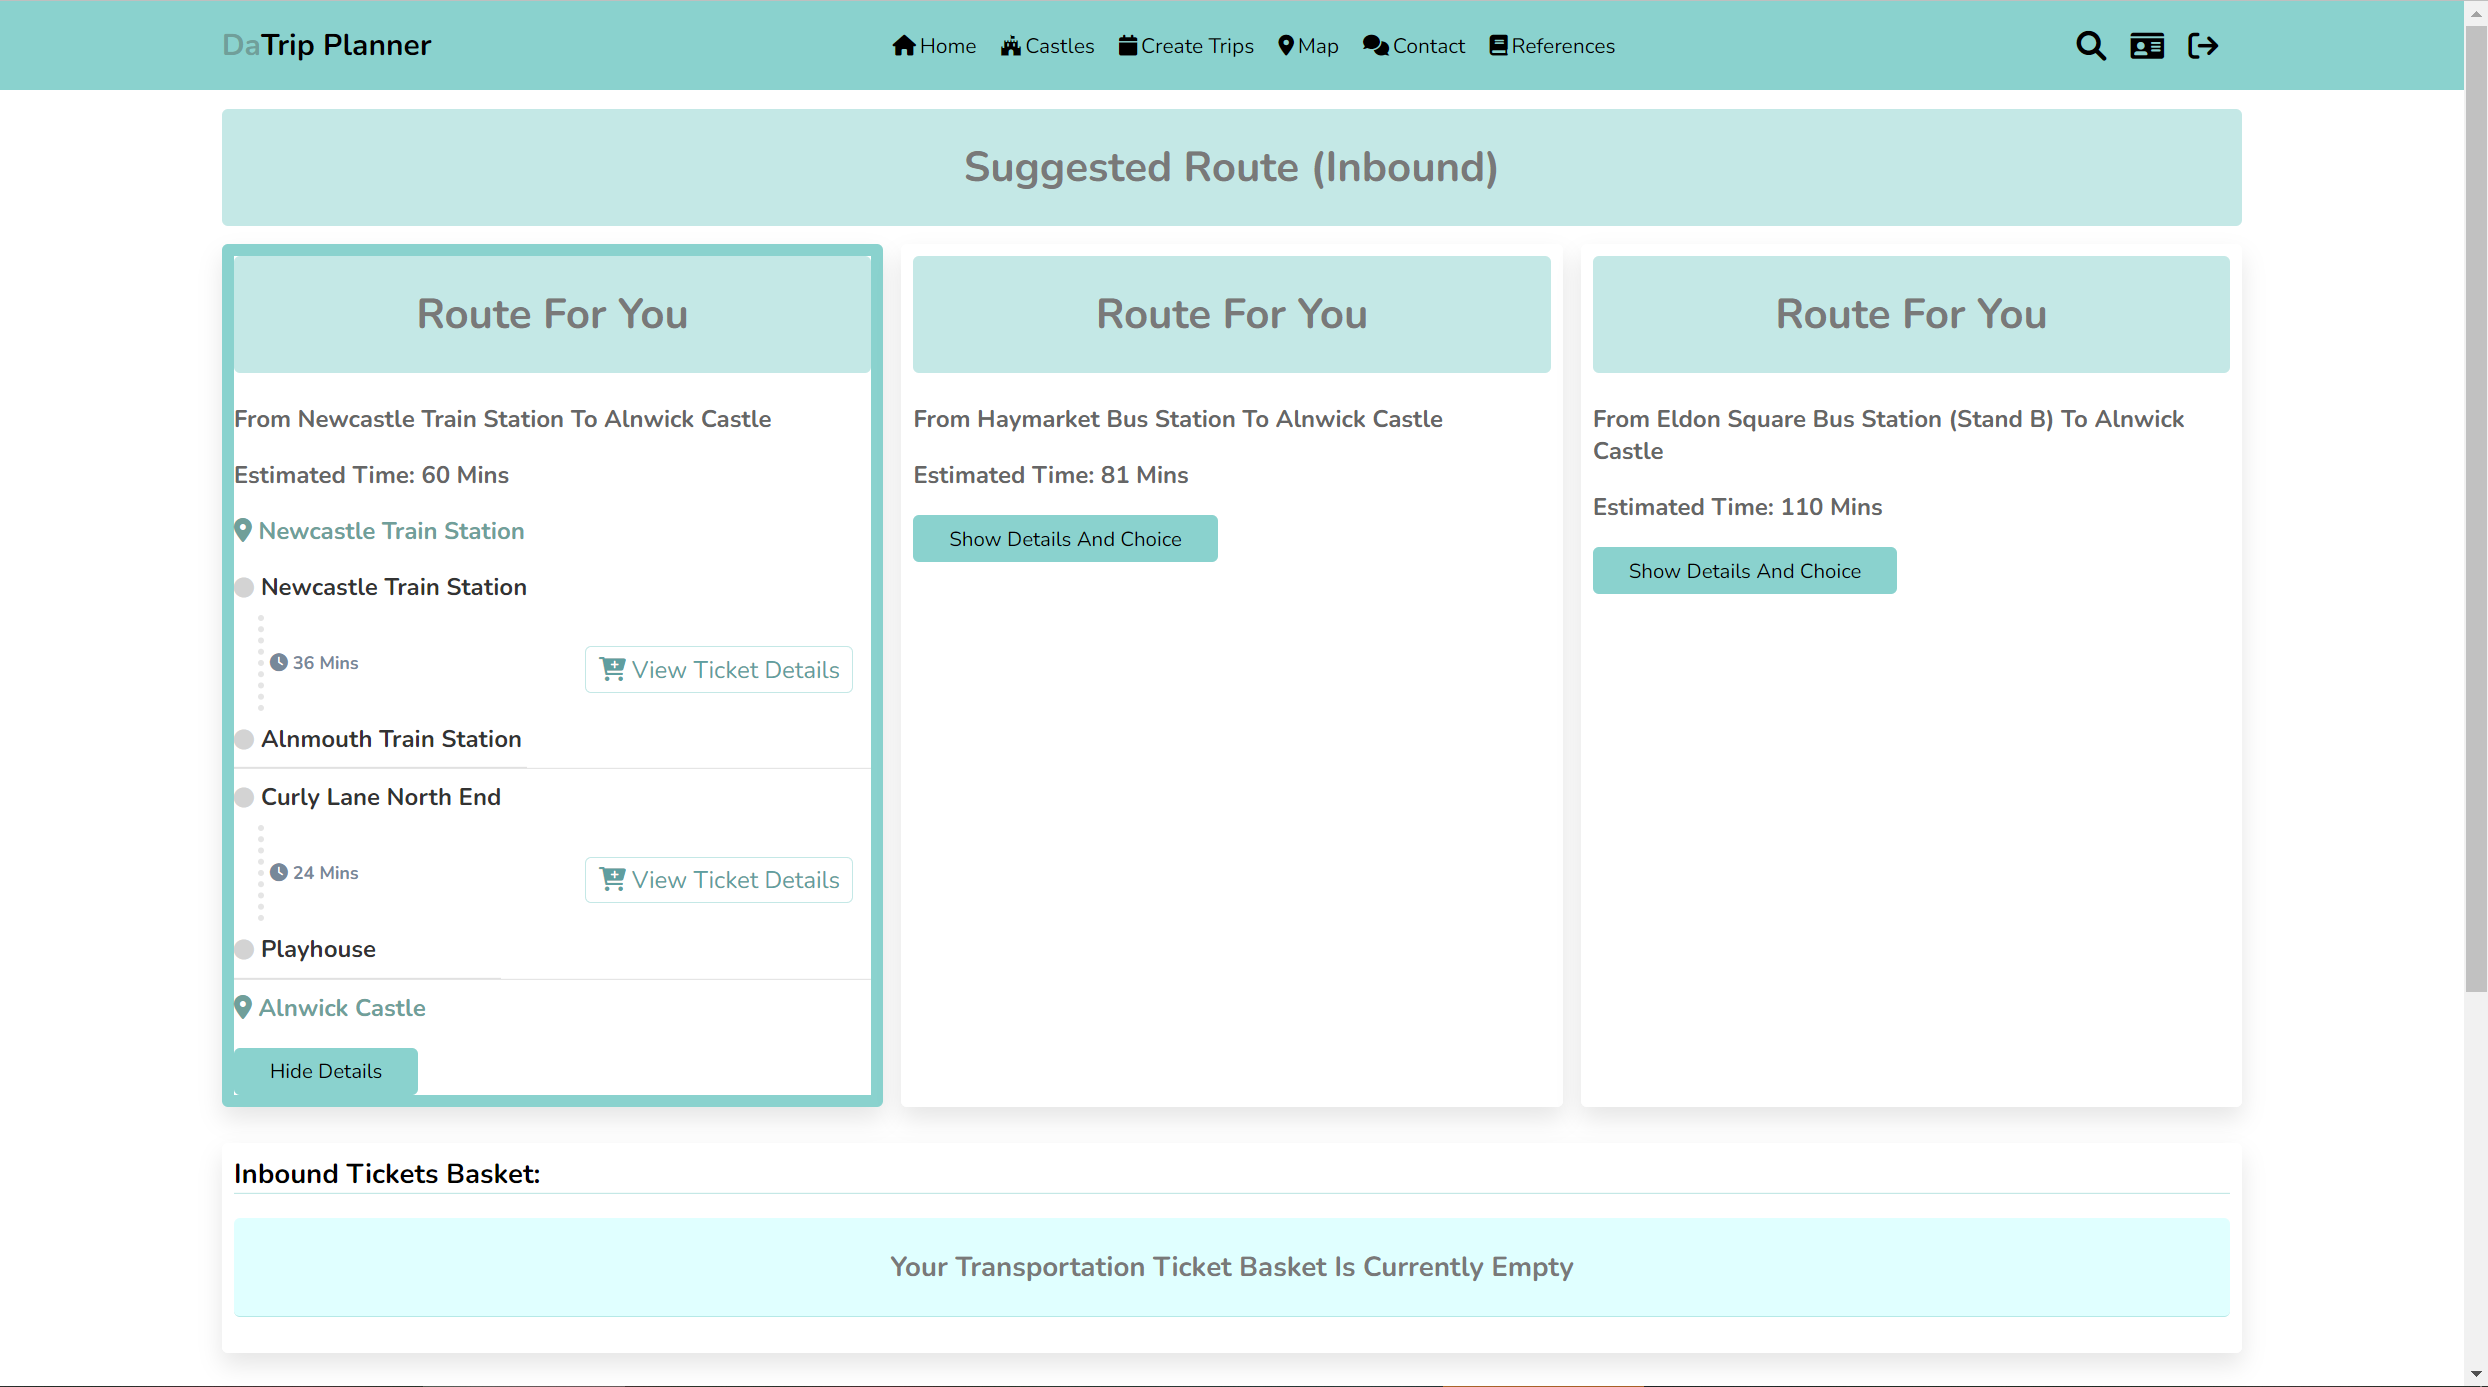 DaTrip Planner
Home Castles Create Trips Map Contact References
Suggested Route (Inbound)
Route For You
From Newcastle Train Station To Alnwick Castle
Estimated Time: 60 Mins
Newcastle Train Station
Newcastle Train Station
36 Mins
View Ticket Details
Alnmouth Train Station
Curly Lane North End
24 Mins
View Ticket Details
Playhouse
Alnwick Castle
Hide Details
Route For You
From Haymarket Bus Station To Alnwick Castle
Estimated Time: 81 Mins
Show Details And Choice
Route For You
From Eldon Square Bus Station (Stand B) To Alnwick
Castle
Estimated Time: 110 Mins
Show Details And Choice
Inbound Tickets Basket:
Your Transportation Ticket Basket Is Currently Empty